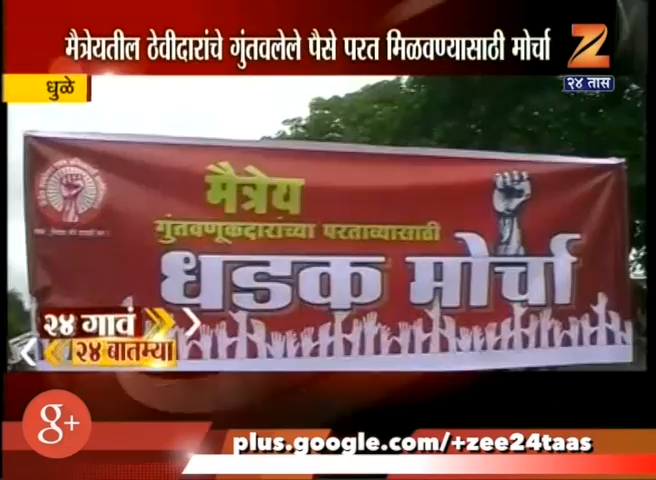 मैत्रेयतील ठेवीदारांचे गुंतवलेले पैसे परत मिळवण्यासाठी मोर्चा
२४ तास
धुळे
मैत्रेय
गुंतवणूकदारांच्या परताव्यासाठी
धडक मोर्चा
२४ गावं
२४ बातम्या
g+
plus.google.com/+zee24taas